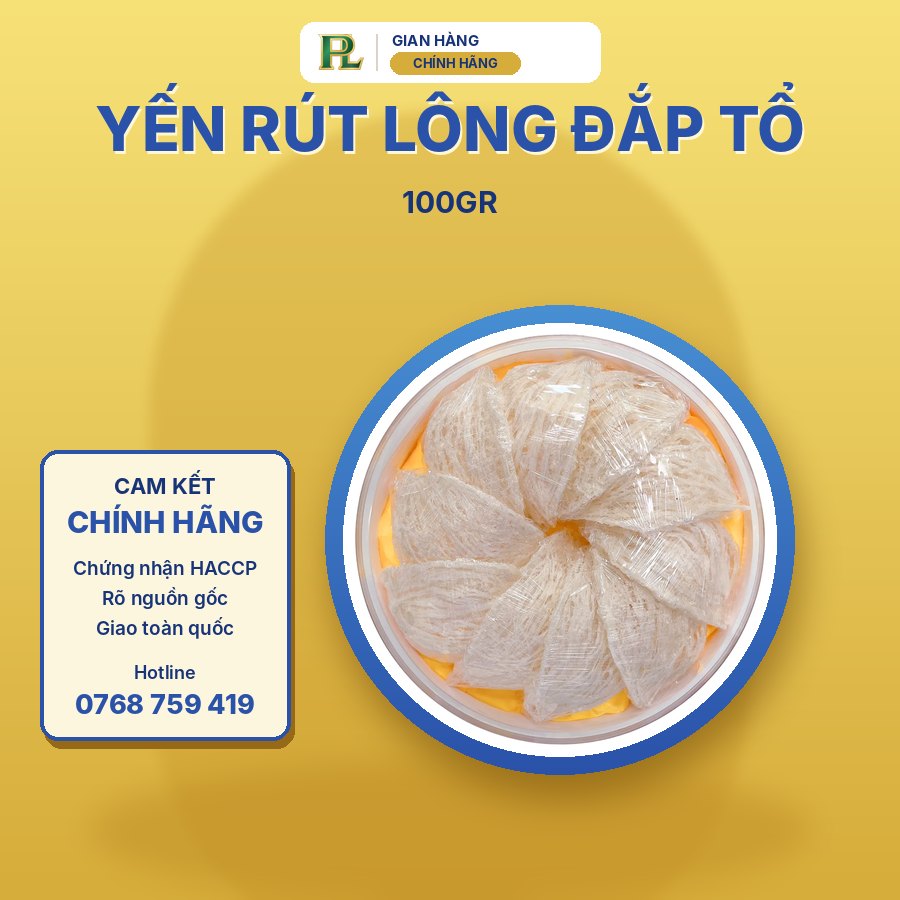 PL
GIAN HÀNG
CHÍNH HÃNG
YẾN RÚT LÔNG ĐẮP TỔ
100GR
CAM KẾT
CHÍNH HÃNG
Chứng nhận HACCP
Rõ nguồn gốc
Giao toàn quốc
Hotline
0768 759 419